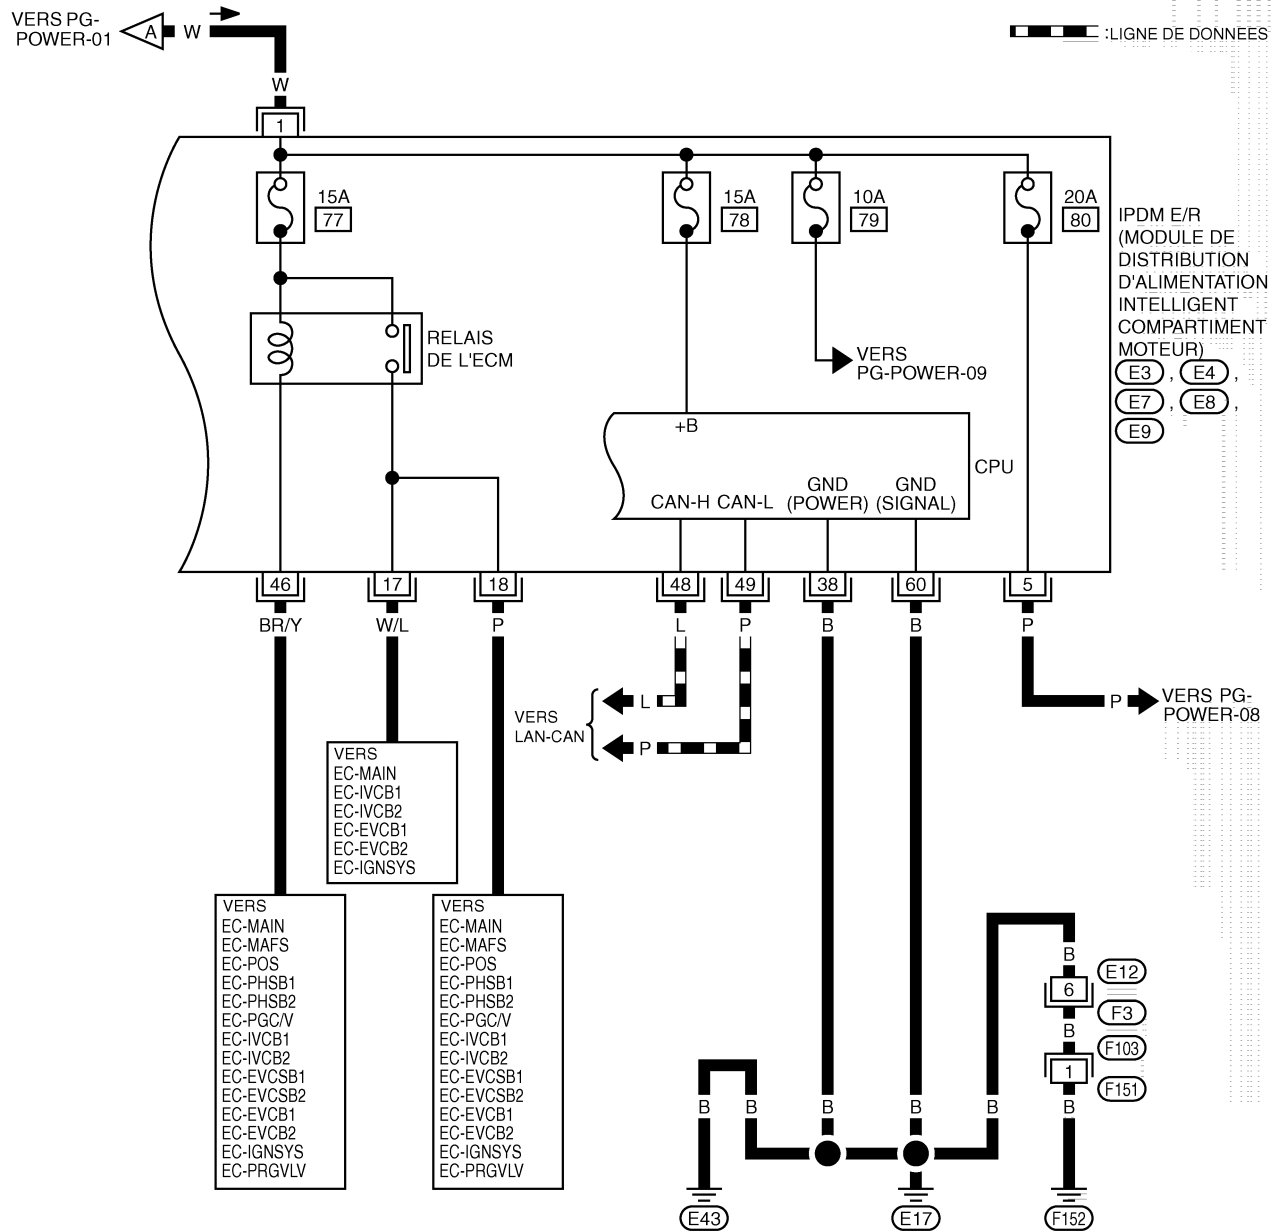 VERS PG-
POWER-01
A
W
:LIGNE DE DONNEES
W
1
15A
77
15A
78
10A
79
20A
80
IPDM E/R
(MODULE DE
DISTRIBUTION
D'ALIMENTATION
INTELLIGENT
COMPARTIMENT
MOTEUR)
E3 , E4 ,
E7 , E8 ,
E9
RELAIS
DE L'ECM
VERS
PG-POWER-09
+B
CPU
CAN-H CAN-L
GND
(POWER)
GND
(SIGNAL)
46 17 18 48 49 38 60 5
BR/Y W/L P L P B B P
VERS
LAN-CAN
L
P
P
VERS PG-
POWER-08
VERS
EC-MAIN
EC-IVCB1
EC-IVCB2
EC-EVCB1
EC-EVCB2
EC-IGNSYS
VERS
EC-MAIN
EC-MAFS
EC-POS
EC-PHSB1
EC-PHSB2
EC-PGC/V
EC-IVCB1
EC-IVCB2
EC-EVCSB1
EC-EVCSB2
EC-EVCB1
EC-EVCB2
EC-IGNSYS
EC-PRGVLV
VERS
EC-MAIN
EC-MAFS
EC-POS
EC-PHSB1
EC-PHSB2
EC-PGC/V
EC-IVCB1
EC-IVCB2
EC-EVCSB1
EC-EVCSB2
EC-EVCB1
EC-EVCB2
EC-IGNSYS
EC-PRGVLV
B
E12
6
F3
B
F103
1
F151
B B B B B B
E43 E17 F152